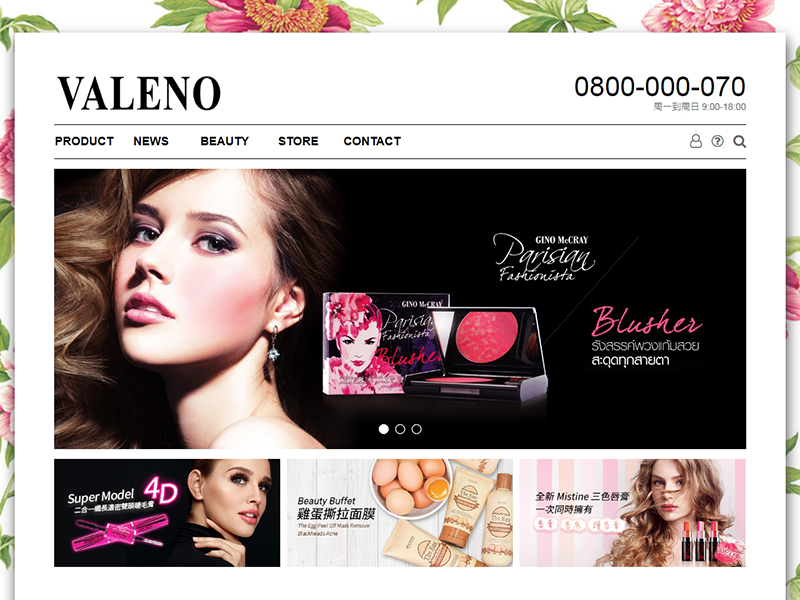 VALENO
0800-000-070
周一到周日 9:00-18:00
PRODUCT NEWS BEAUTY STORE CONTACT
GINO McCRAY
Parisian
Fashionista
GINO McCRAY
Parisian
Fashionista
Blusher
Blusher
รังสรรค์พวงแก้มสวย
สะดุดทุกสายตา
Super Model 4D
二合一纖長濃密雙頭睫毛膏
Beauty Buffet
雞蛋撕拉面膜
The Egg Peel Off Mask Remove
Blackheads Acne
The Egg
The Egg
全新 Mistine 三色唇膏
一次同時擁有